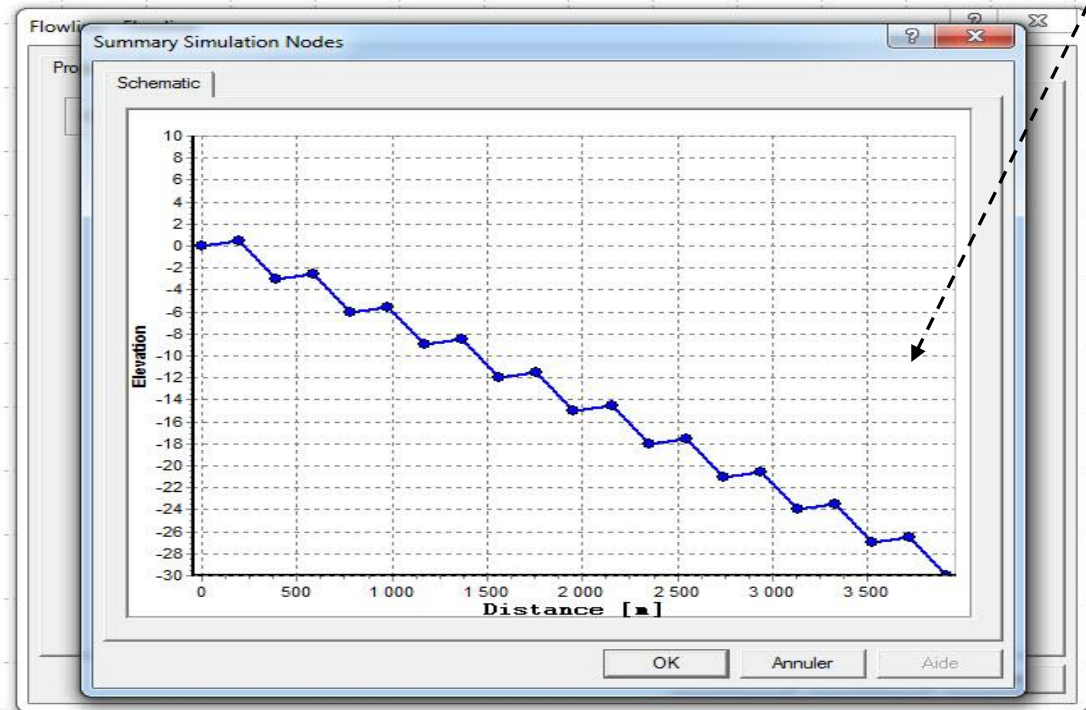 Flowli
Summary Simulation Nodes
Pro
Schematic
10
8
6
4
2
0
-2
-4
-6
-8
-10
-12
-14
-16
-18
-20
-22
-24
-26
-28
-30
Elevation
0 500 1 000 1 500 2 000 2 500 3 000 3 500
Distance [m]
OK Annuler Aide